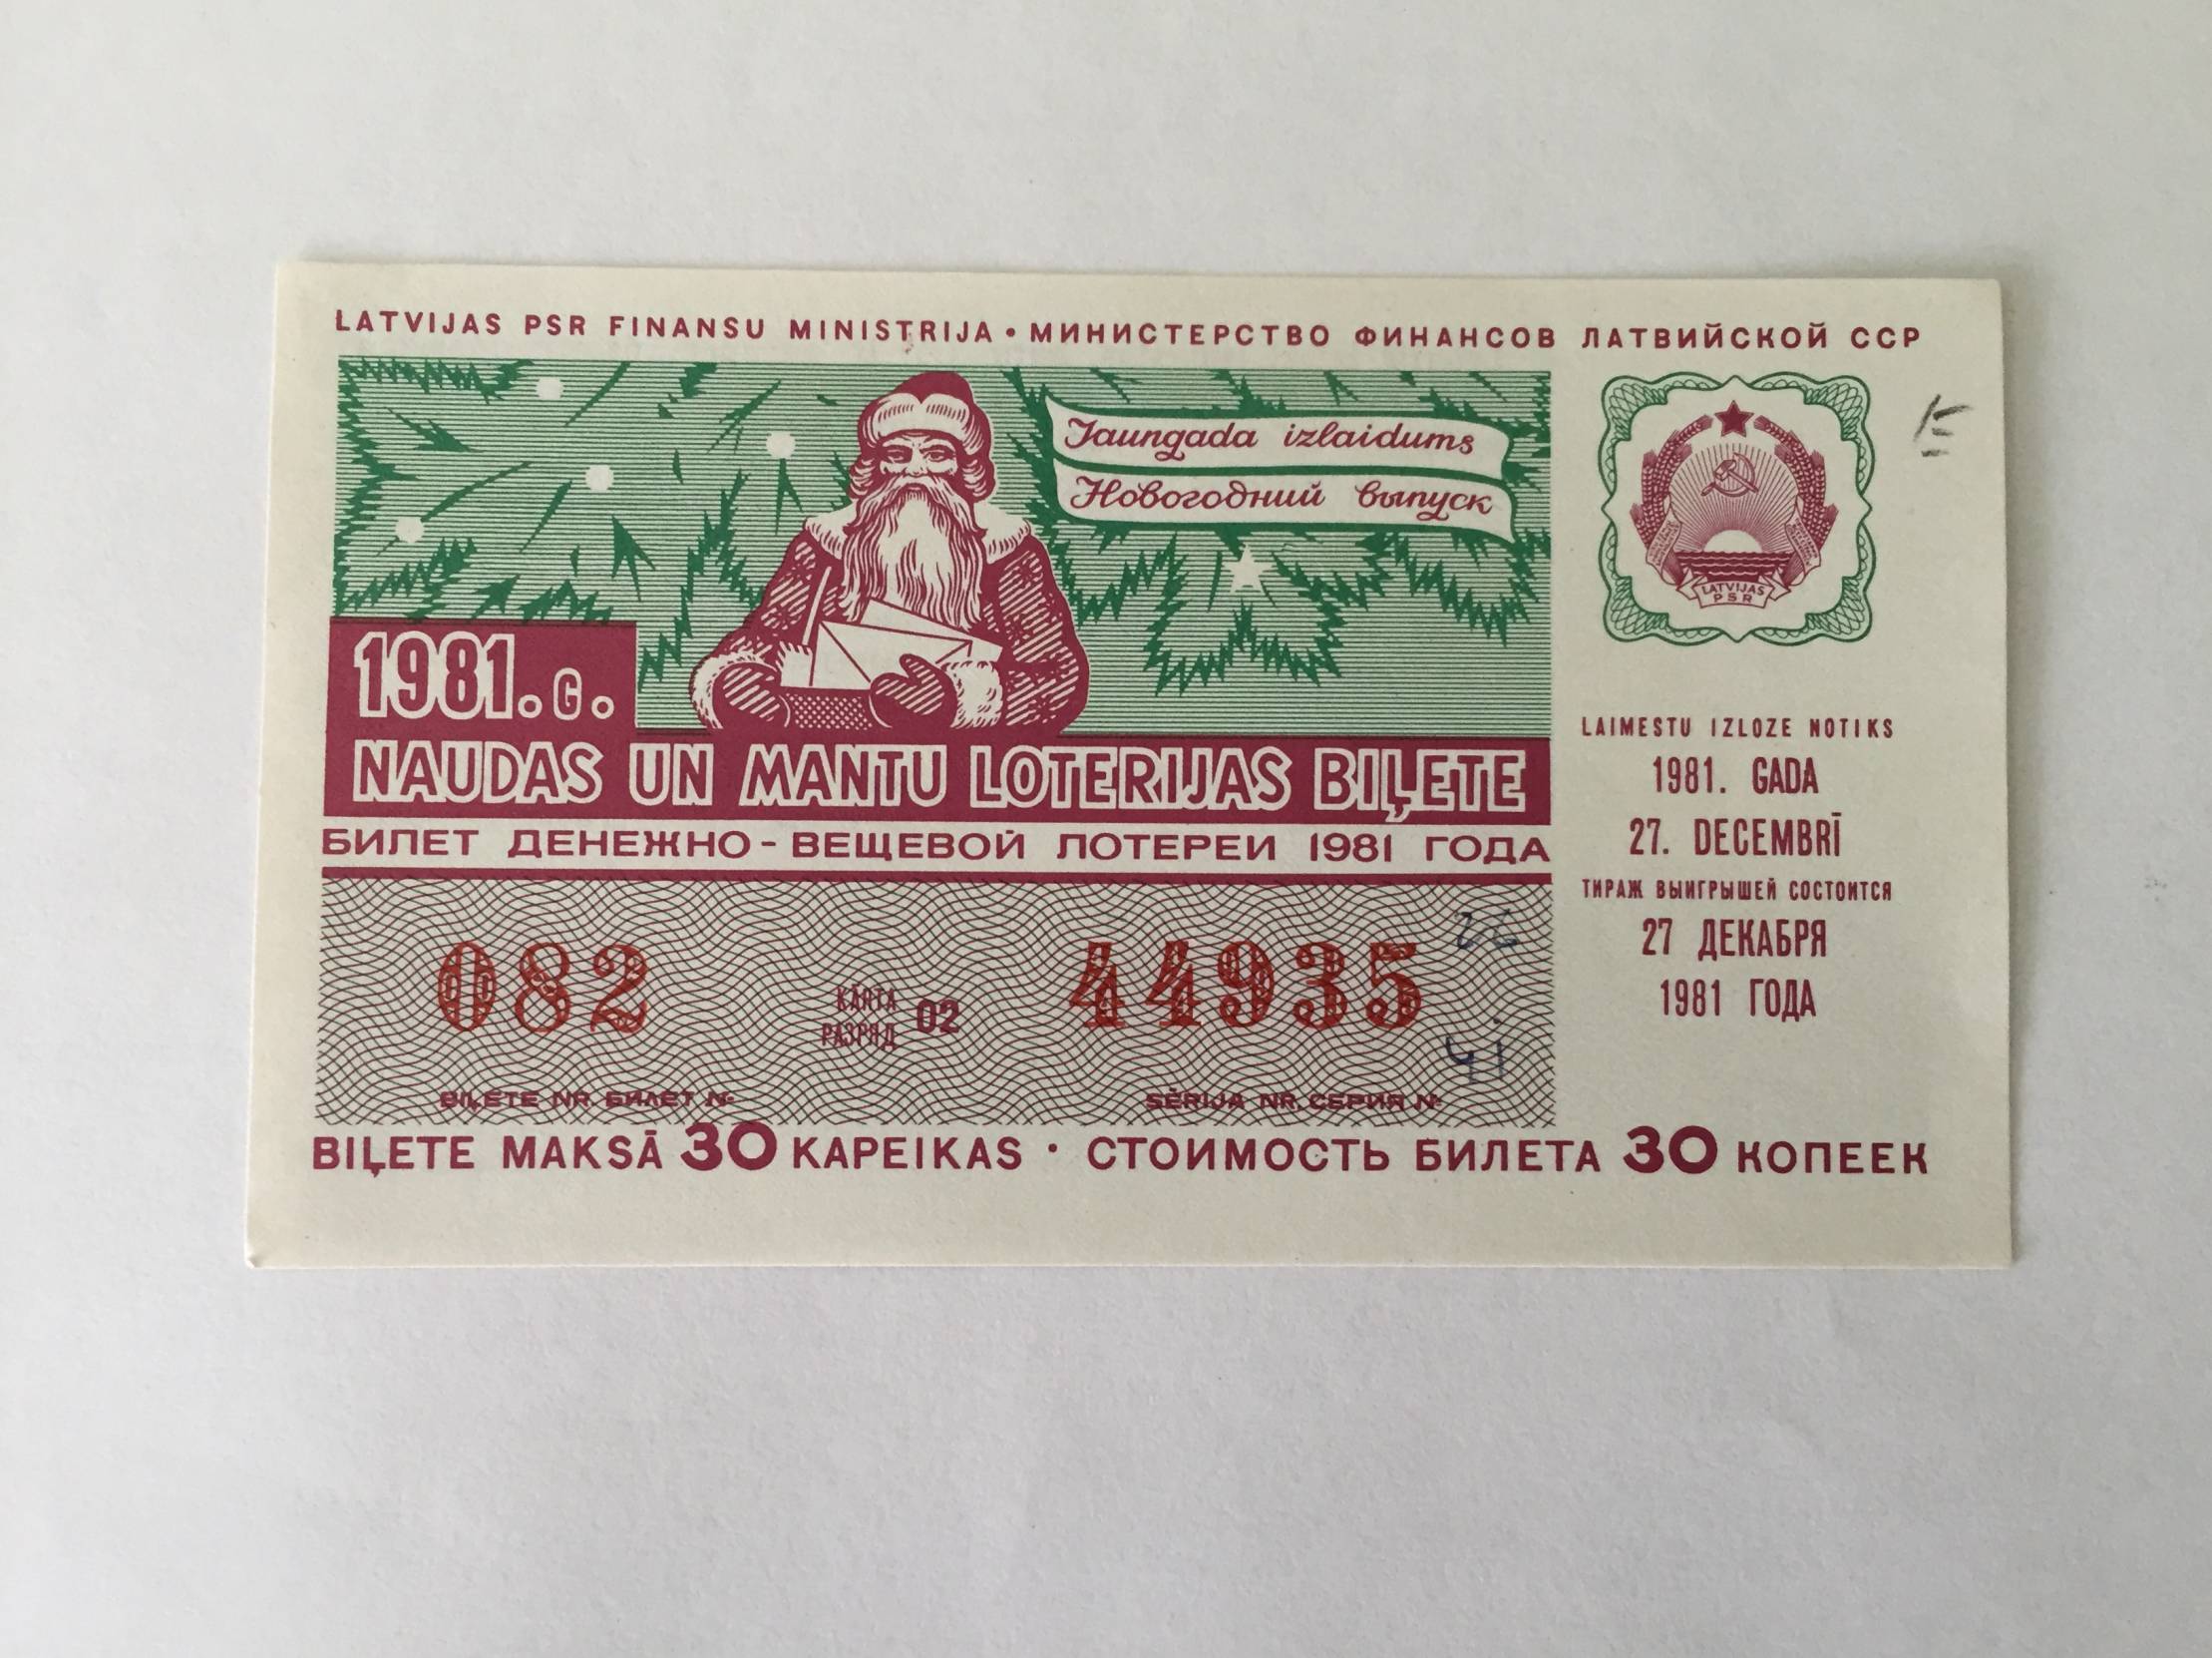 LATVIJAS PSR FINANSU MINISTRIJA • МИНИСТЕРСТВО ФИНАНСОВ ЛАТВИЙСКОЙ ССР
Jaungada izlaidums
Новогодний выпуск
LATVIJAS
PSR
1981.G.
NAUDAS UN MANTU LOTERIJAS BIĻETE
БИЛЕТ ДЕНЕЖНО-ВЕЩЕВОЙ ЛОТЕРЕИ 1981 ГОДА
LAIMESTU IZLOZE NOTIKS
1981. GADA
27. DECEMBRĪ
ТИРАЖ ВЫИГРЫШЕЙ СОСТОИТСЯ
27 ДЕКАБРЯ
1981 ГОДА
082 44935
KĀRTA
РАЗРЯД 02
BIĻETE NR. БИЛЕТ № SĒRIJA NR. СЕРИЯ №
BIĻETE MAKSĀ 30 KAPEIKAS · СТОИМОСТЬ БИЛЕТА 30 КОПЕЕК